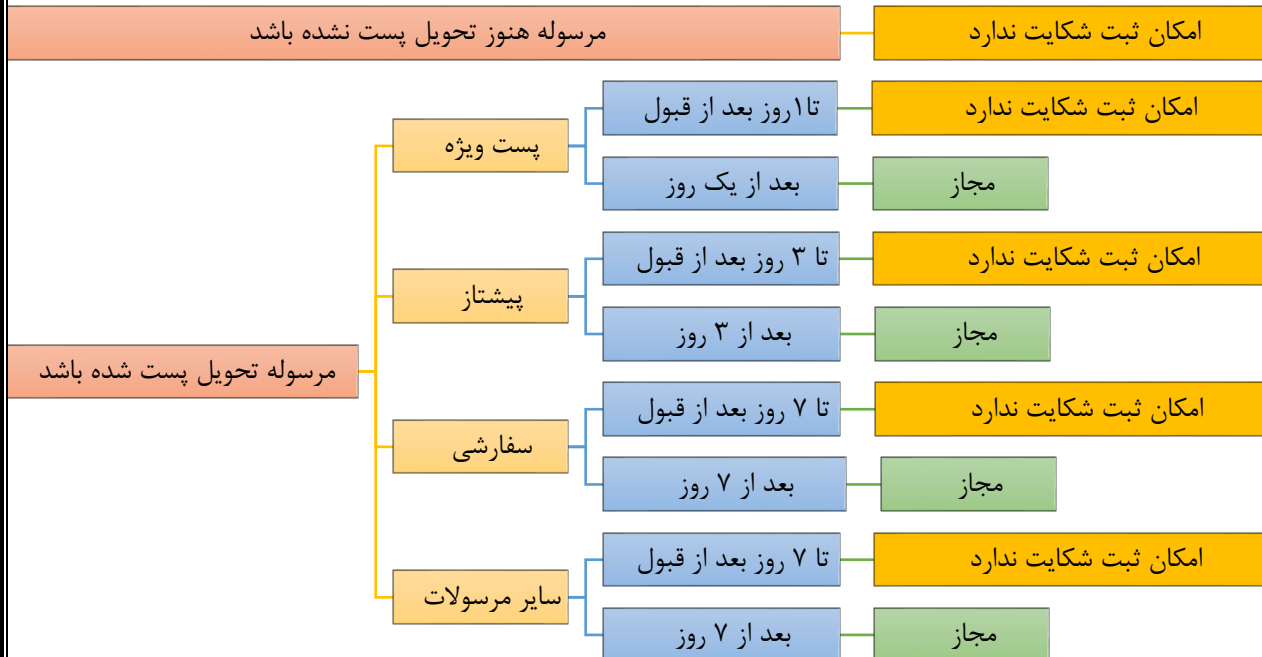 مرسوله هنوز تحویل پست نشده باشد
امکان ثبت شکایت ندارد
مرسوله تحویل پست شده باشد
پست ویژه
تا۱روز بعد از قبول
امکان ثبت شکایت ندارد
بعد از یک روز
مجاز
پیشتاز
تا ۳ روز بعد از قبول
امکان ثبت شکایت ندارد
بعد از ۳ روز
مجاز
سفارشی
تا ۷ روز بعد از قبول
امکان ثبت شکایت ندارد
بعد از ۷ روز
مجاز
سایر مرسولات
تا ۷ روز بعد از قبول
امکان ثبت شکایت ندارد
بعد از ۷ روز
مجاز